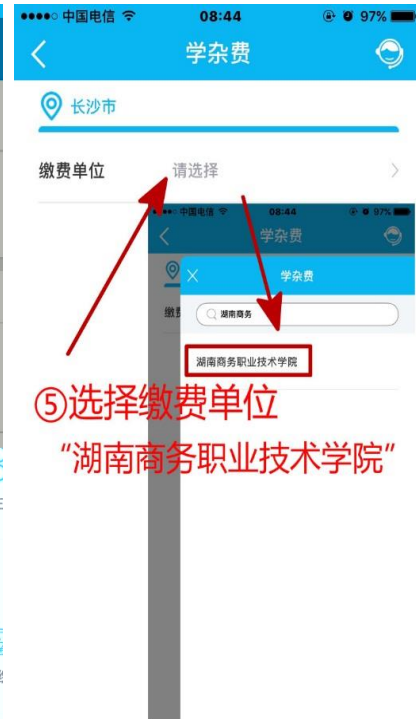 中国电信 08:44 97%
学杂费
长沙市
缴费单位 请选择
中国电信 08:44 97%
学杂费
学杂费
湖南商务
湖南商务职业技术学院
⑤选择缴费单位
“湖南商务职业技术学院”